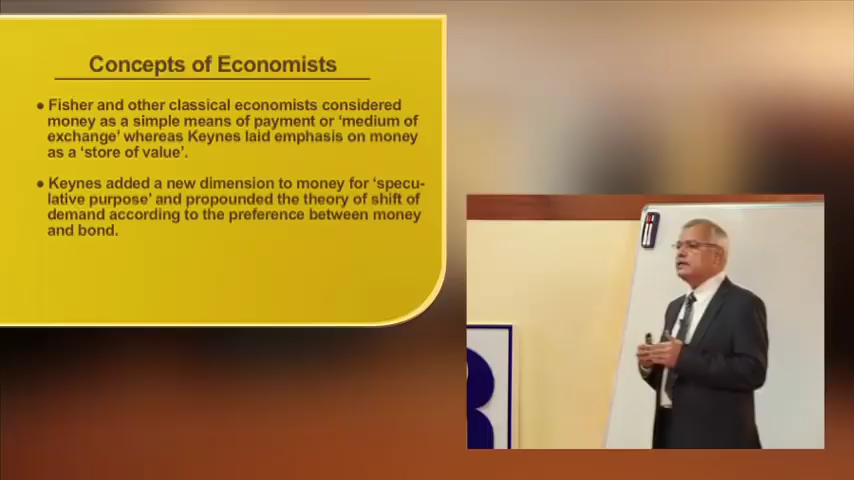 Concepts of Economists
● Fisher and other classical economists considered
money as a simple means of payment or ‘medium of
exchange’ whereas Keynes laid emphasis on money
as a ‘store of value’.
● Keynes added a new dimension to money for ‘specu-
lative purpose’ and propounded the theory of shift of
demand according to the preference between money
and bond.